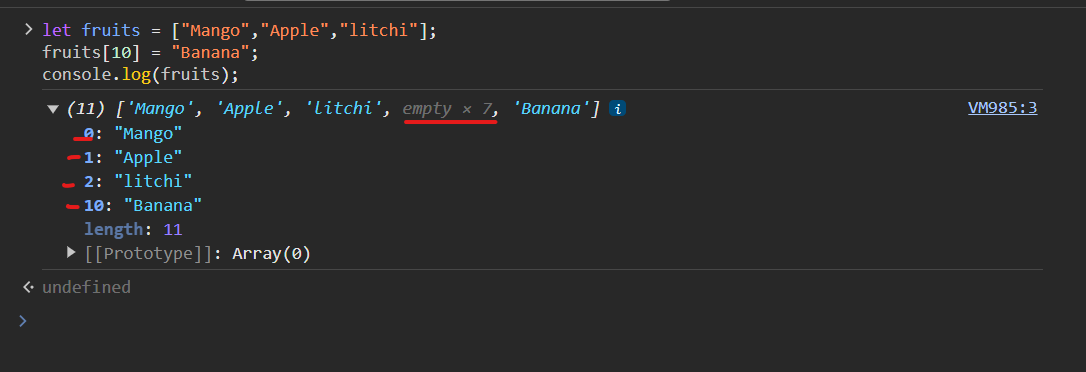 let fruits = ["Mango","Apple","litchi"];
fruits[10] = "Banana";
console.log(fruits);
(11) ['Mango', 'Apple', 'litchi', empty × 7, 'Banana'] i VM985:3
0: "Mango"
1: "Apple"
2: "litchi"
10: "Banana"
length: 11
[[Prototype]]: Array(0)
undefined